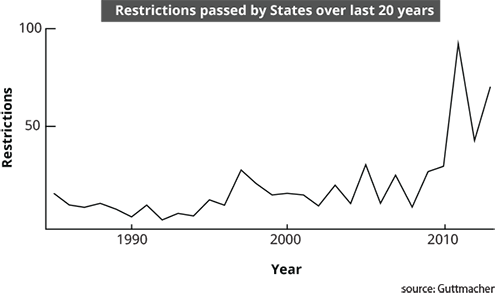 Restrictions passed by States over last 20 years
100
50
Restrictions
1990
2000
2010
Year
source: Guttmacher